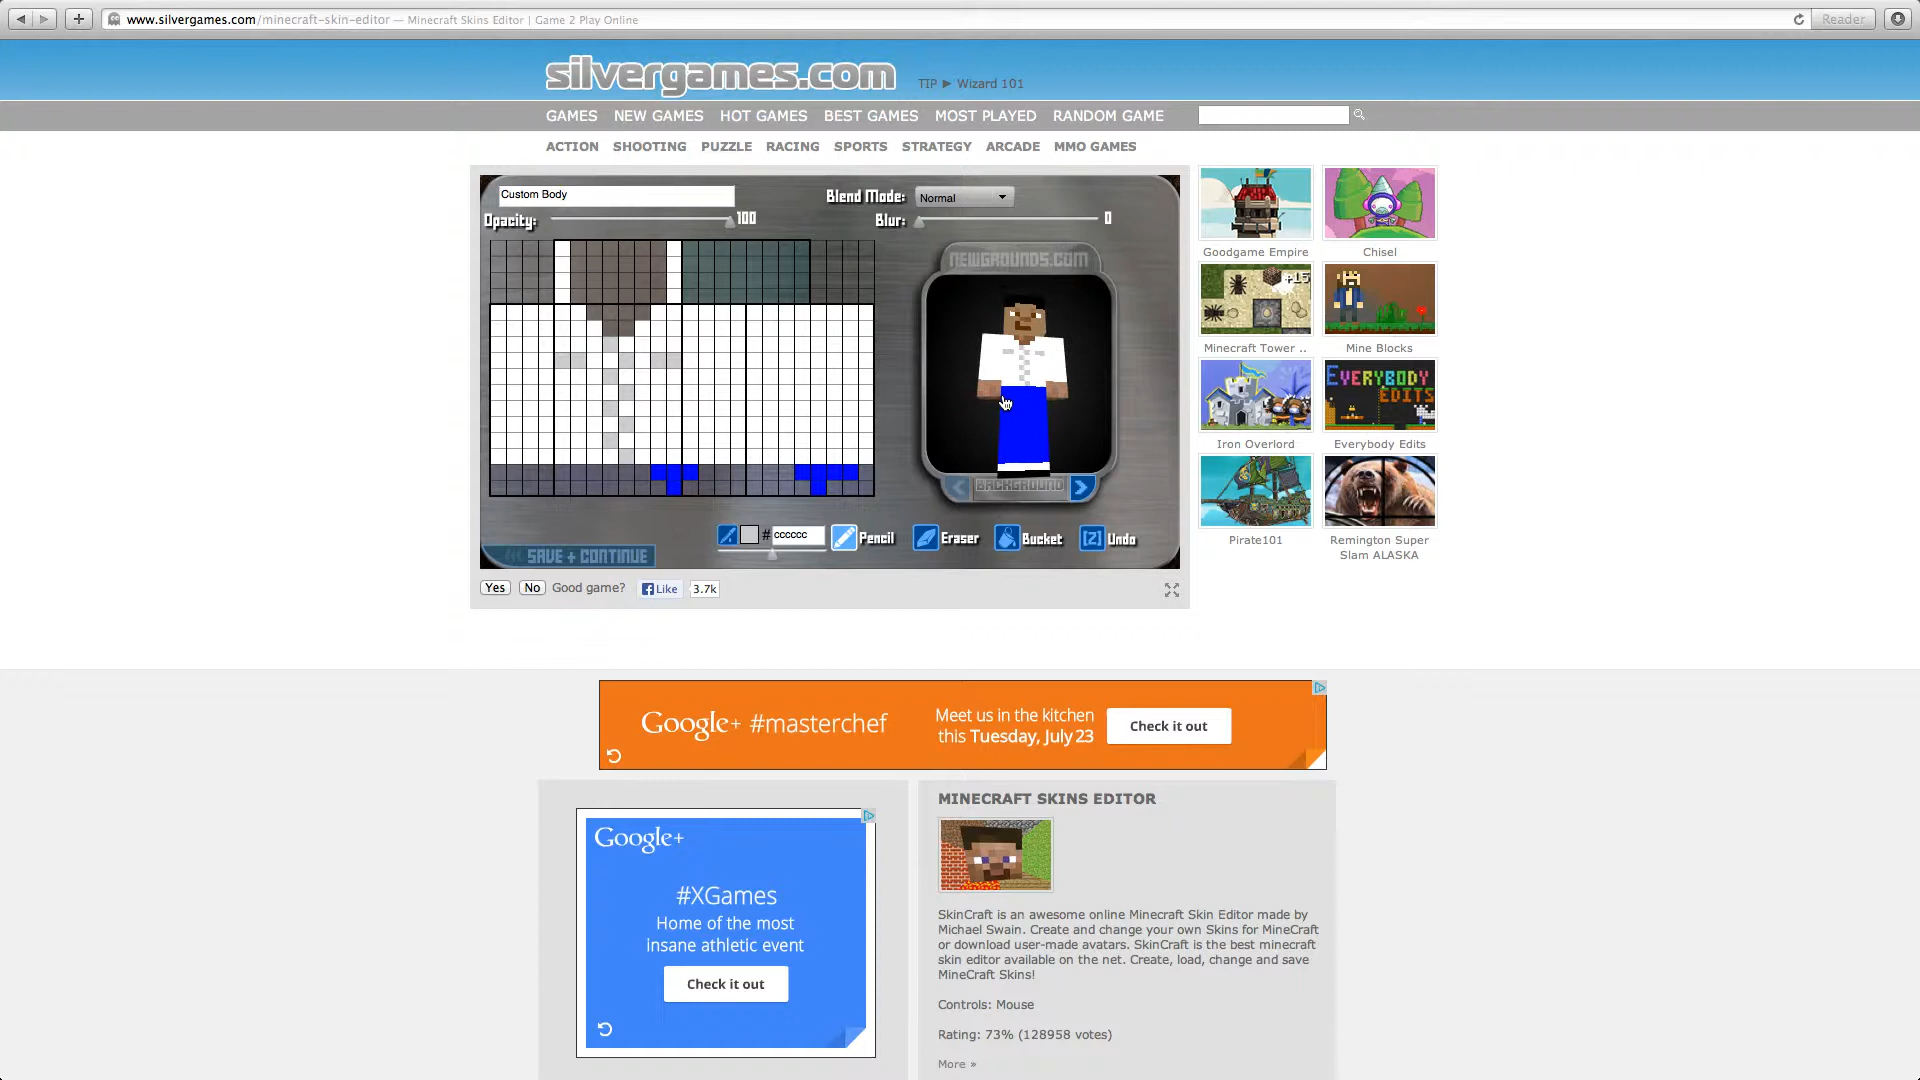 www.silvergames.com/minecraft-skin-editor — Minecraft Skins Editor | Game 2 Play Online
Reader
silvergames.com
TIP ► Wizard 101
GAMES NEW GAMES HOT GAMES BEST GAMES MOST PLAYED RANDOM GAME
ACTION SHOOTING PUZZLE RACING SPORTS STRATEGY ARCADE MMO GAMES
Custom Body
Blend Mode: Normal
Opacity: 100
Blur: 0
NEWGROUNDS.COM
BACKGROUND
# cccccc
Pencil
Eraser
Bucket
[Z] Undo
SAVE + CONTINUE
Yes No Good game? Like 3.7k
Goodgame Empire
Chisel
+15
Minecraft Tower ..
Mine Blocks
EVERYBODY
EDITS
Iron Overlord
Everybody Edits
Pirate101
Remington Super
Slam ALASKA
Google+ #masterchef
Meet us in the kitchen
this Tuesday, July 23
Check it out
Google+
#XGames
Home of the most
insane athletic event
Check it out
MINECRAFT SKINS EDITOR
SkinCraft is an awesome online Minecraft Skin Editor made by
Michael Swain. Create and change your own Skins for MineCraft
or download user-made avatars. SkinCraft is the best minecraft
skin editor available on the net. Create, load, change and save
MineCraft Skins!
Controls: Mouse
Rating: 73% (128958 votes)
More »